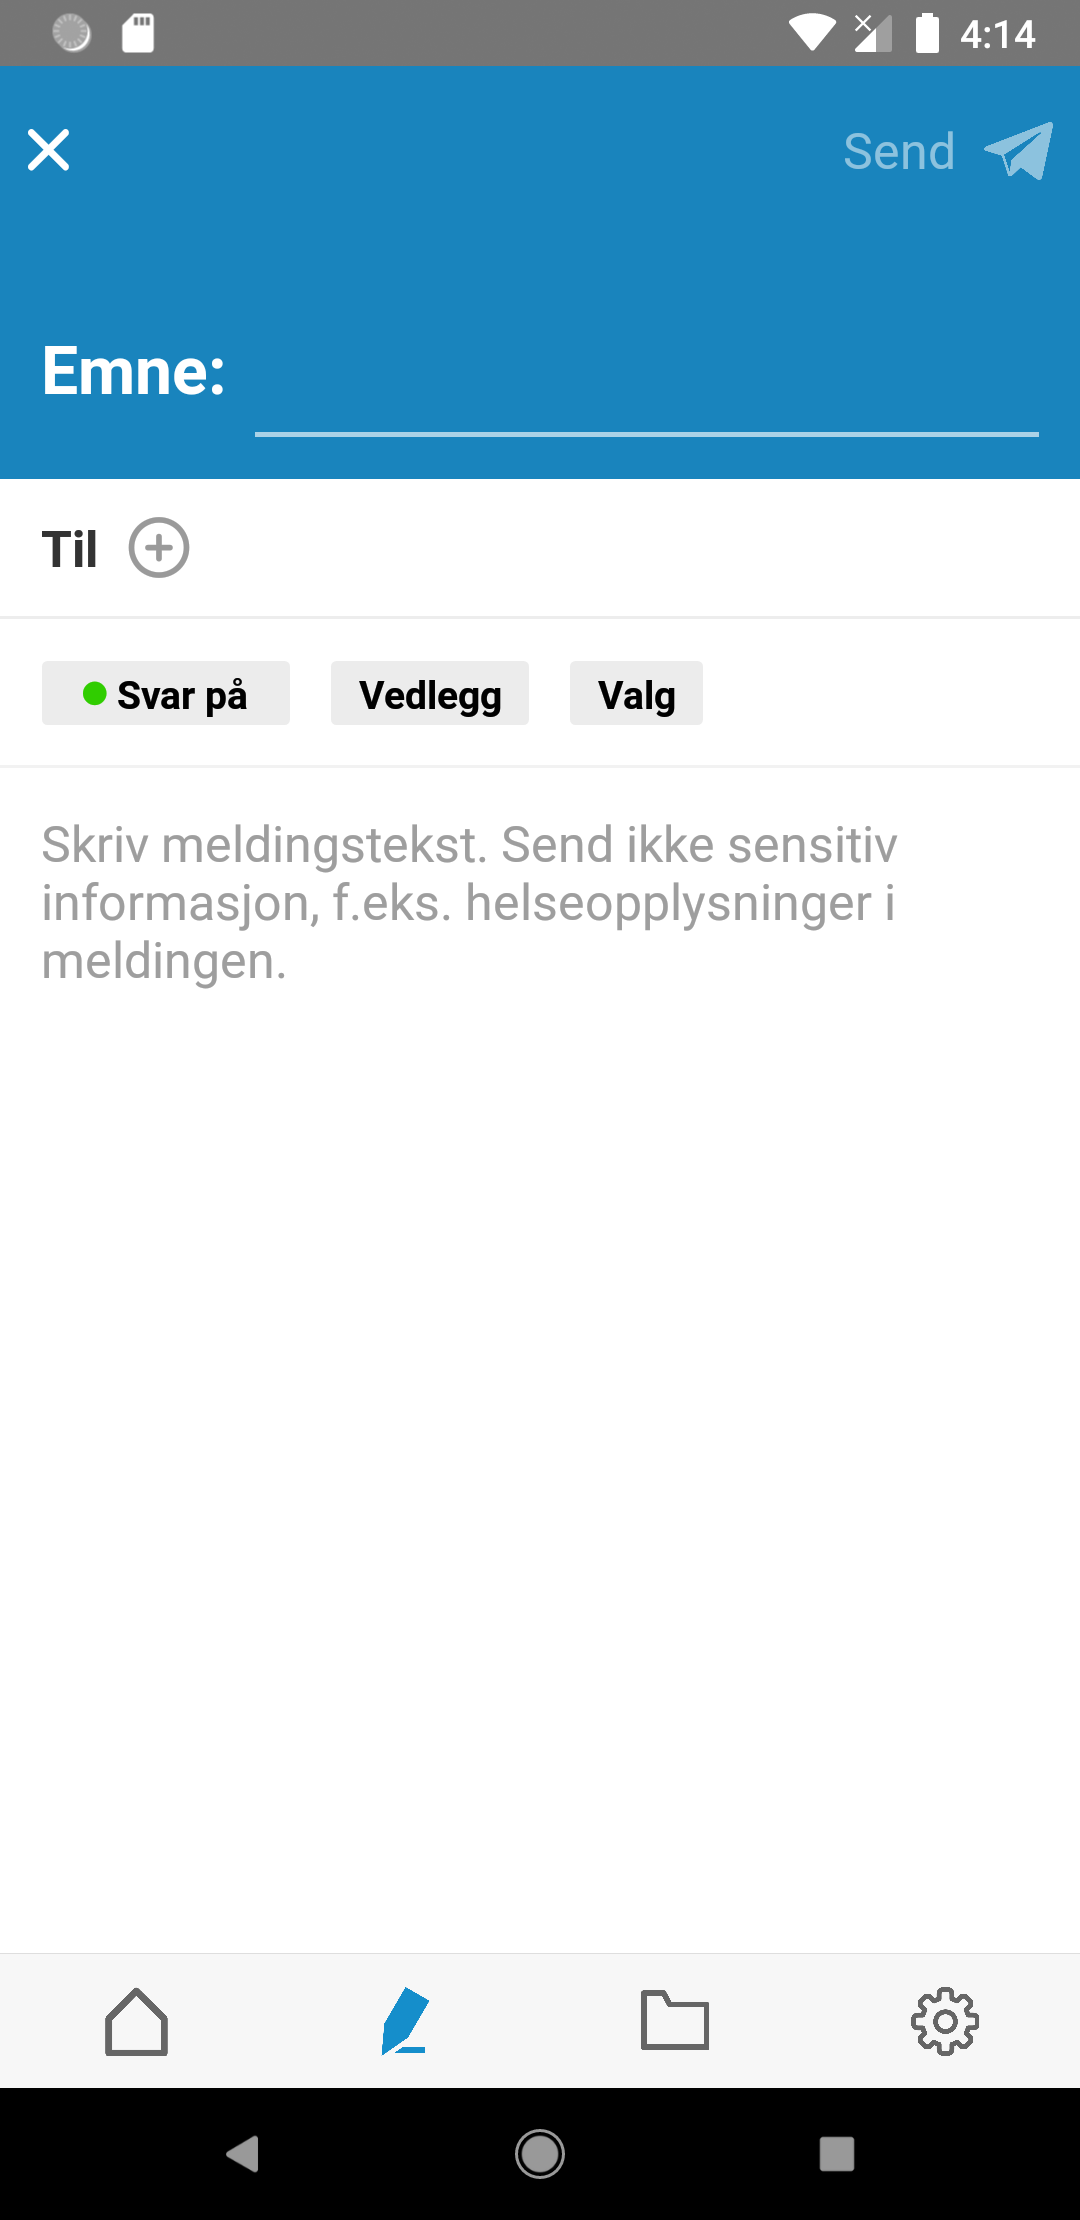 4:14
Send
Emne:
Til
Svar på
Vedlegg
Valg
Skriv meldingstekst. Send ikke sensitiv
informasjon, f.eks. helseopplysninger i
meldingen.